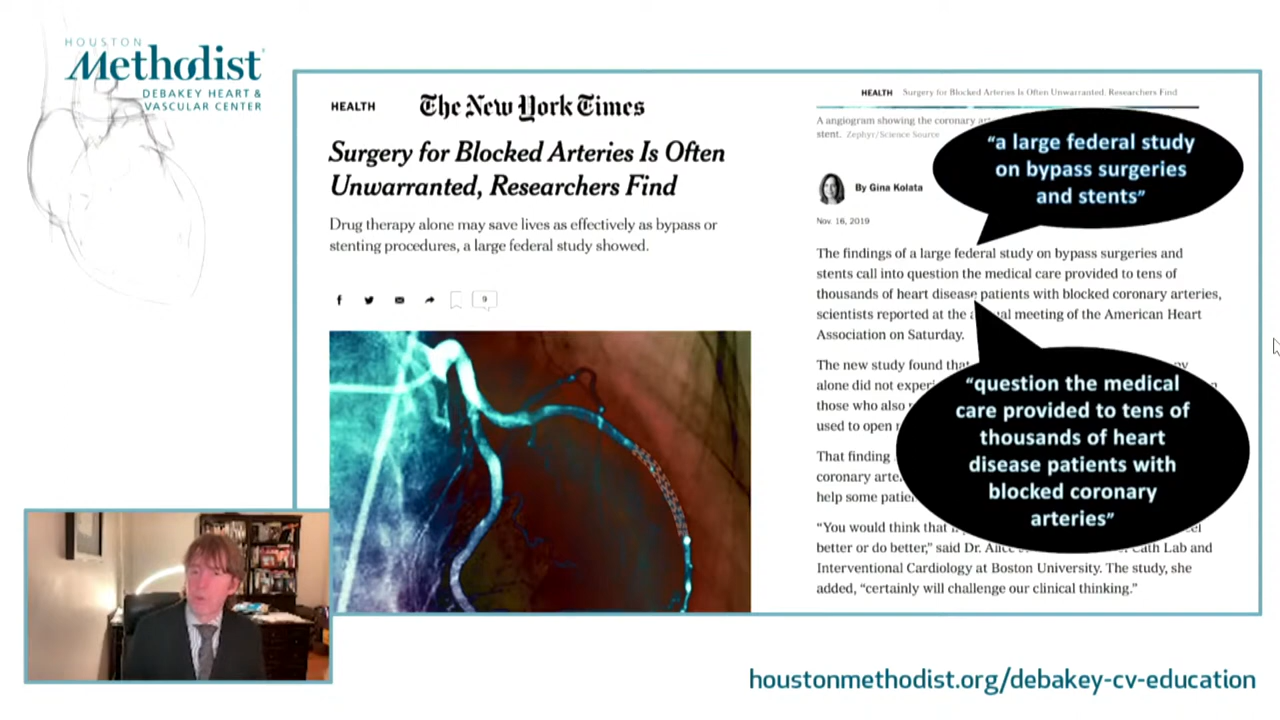 HOUSTON
Methodist
DEBAKEY HEART &
VASCULAR CENTER
HEALTH
The New York Times
Surgery for Blocked Arteries Is Often
Unwarranted, Researchers Find
Drug therapy alone may save lives as effectively as bypass or
stenting procedures, a large federal study showed.
9
HEALTH Surgery for Blocked Arteries Is Often Unwarranted, Researchers Find
A angiogram showing the coronary
stent. Zephyr/Science Source
"a large federal study
on bypass surgeries
and stents"
By Gina Kolata
Nov. 16, 2019
The findings of a large federal study on bypass surgeries and
stents call into question the medical care provided to tens of
thousands of heart disease patients with blocked coronary arteries,
scientists reported at the meeting of the American Heart
Association on Saturday.
The new study found
alone did not
those who also
used to open
That finding
coronary
help some
"question the medical
care provided to tens of
thousands of heart
disease patients with
blocked coronary
arteries"
"You would think that
better or do better," said Dr. Cath Lab and
Interventional Cardiology at Boston University. The study, she
added, "certainly will challenge our clinical thinking."
houstonmethodist.org/debakey-cv-education